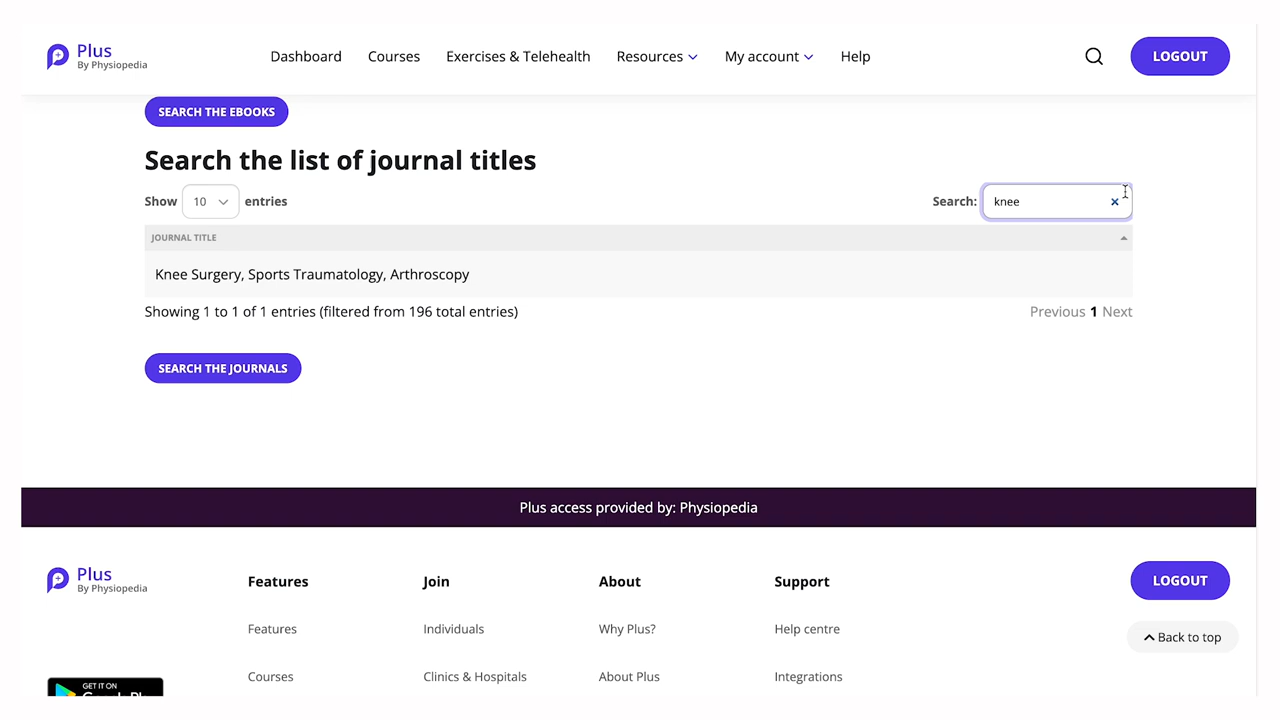 Plus
By Physiopedia
Dashboard Courses Exercises & Telehealth Resources My account Help
LOGOUT
SEARCH THE EBOOKS
Search the list of journal titles
Show 10 entries
Search: knee
JOURNAL TITLE
Knee Surgery, Sports Traumatology, Arthroscopy
Showing 1 to 1 of 1 entries (filtered from 196 total entries)
Previous 1 Next
SEARCH THE JOURNALS
Plus access provided by: Physiopedia
Plus
By Physiopedia
Features Join About Support
LOGOUT
Features Individuals Why Plus? Help centre
Back to top
Courses Clinics & Hospitals About Plus Integrations
GET IT ON